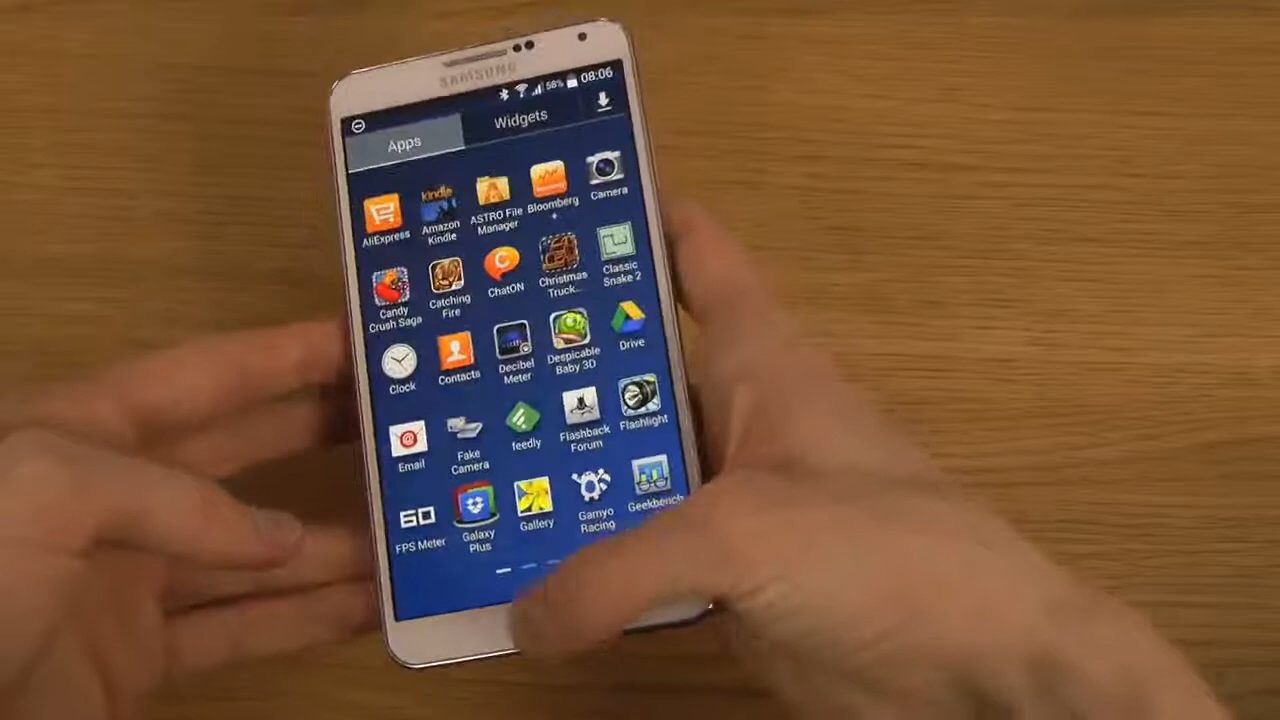 SAMSUNG
58% 08:06
Apps
Widgets
AliExpress
kindle
Amazon
Kindle
ASTRO File
Manager
Bloomberg
+
Camera
Candy
Crush Saga
Catching
Fire
ChatON
Christmas
Truck...
Classic
Snake 2
Clock
Contacts
Decibel
Meter
Despicable
Baby 3D
Drive
Email
Fake
Camera
feedly
Flashback
Forum
Flashlight
60
FPS Meter
Galaxy
Plus
Gallery
Gamyo
Racing
Geekbench